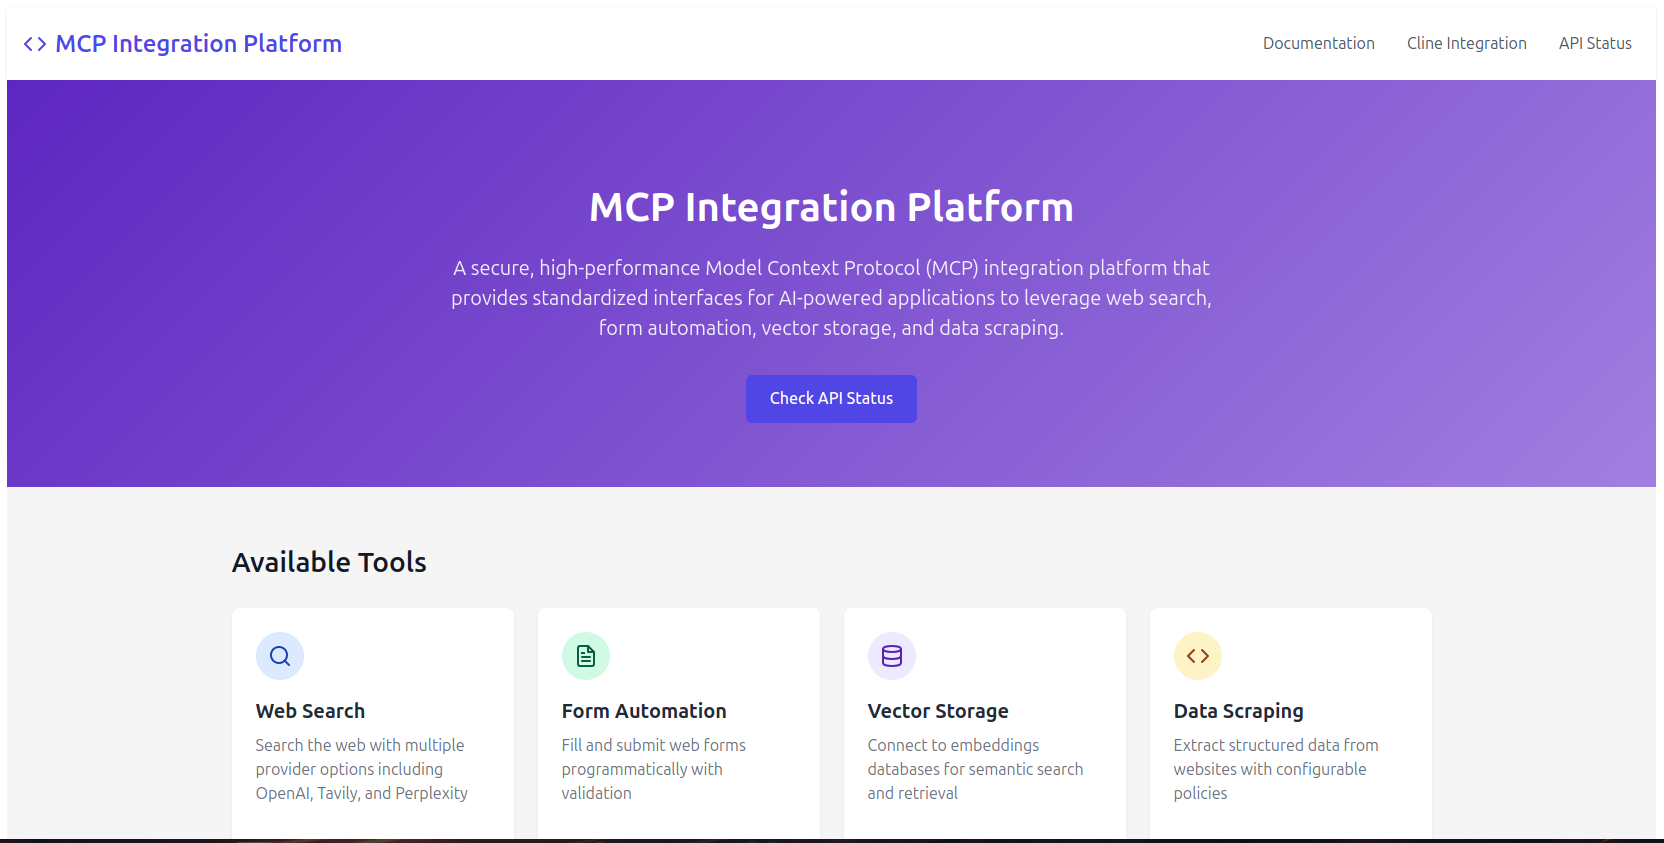 MCP Integration Platform
Documentation
Cline Integration
API Status
MCP Integration Platform
A secure, high-performance Model Context Protocol (MCP) integration platform that
provides standardized interfaces for AI-powered applications to leverage web search,
form automation, vector storage, and data scraping.
Check API Status
Available Tools
Web Search
Search the web with multiple
provider options including
OpenAI, Tavily, and Perplexity
Form Automation
Fill and submit web forms
programmatically with
validation
Vector Storage
Connect to embeddings
databases for semantic search
and retrieval
Data Scraping
Extract structured data from
websites with configurable
policies